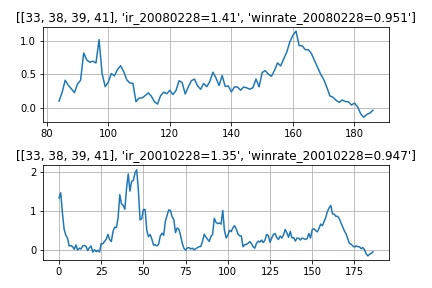 [[33, 38, 39, 41], 'ir_20080228=1.41', 'winrate_20080228=0.951']
1.0
0.5
0.0
80 100 120 140 160 180
[[33, 38, 39, 41], 'ir_20010228=1.35', 'winrate_20010228=0.947']
2
1
0
0 25 50 75 100 125 150 175